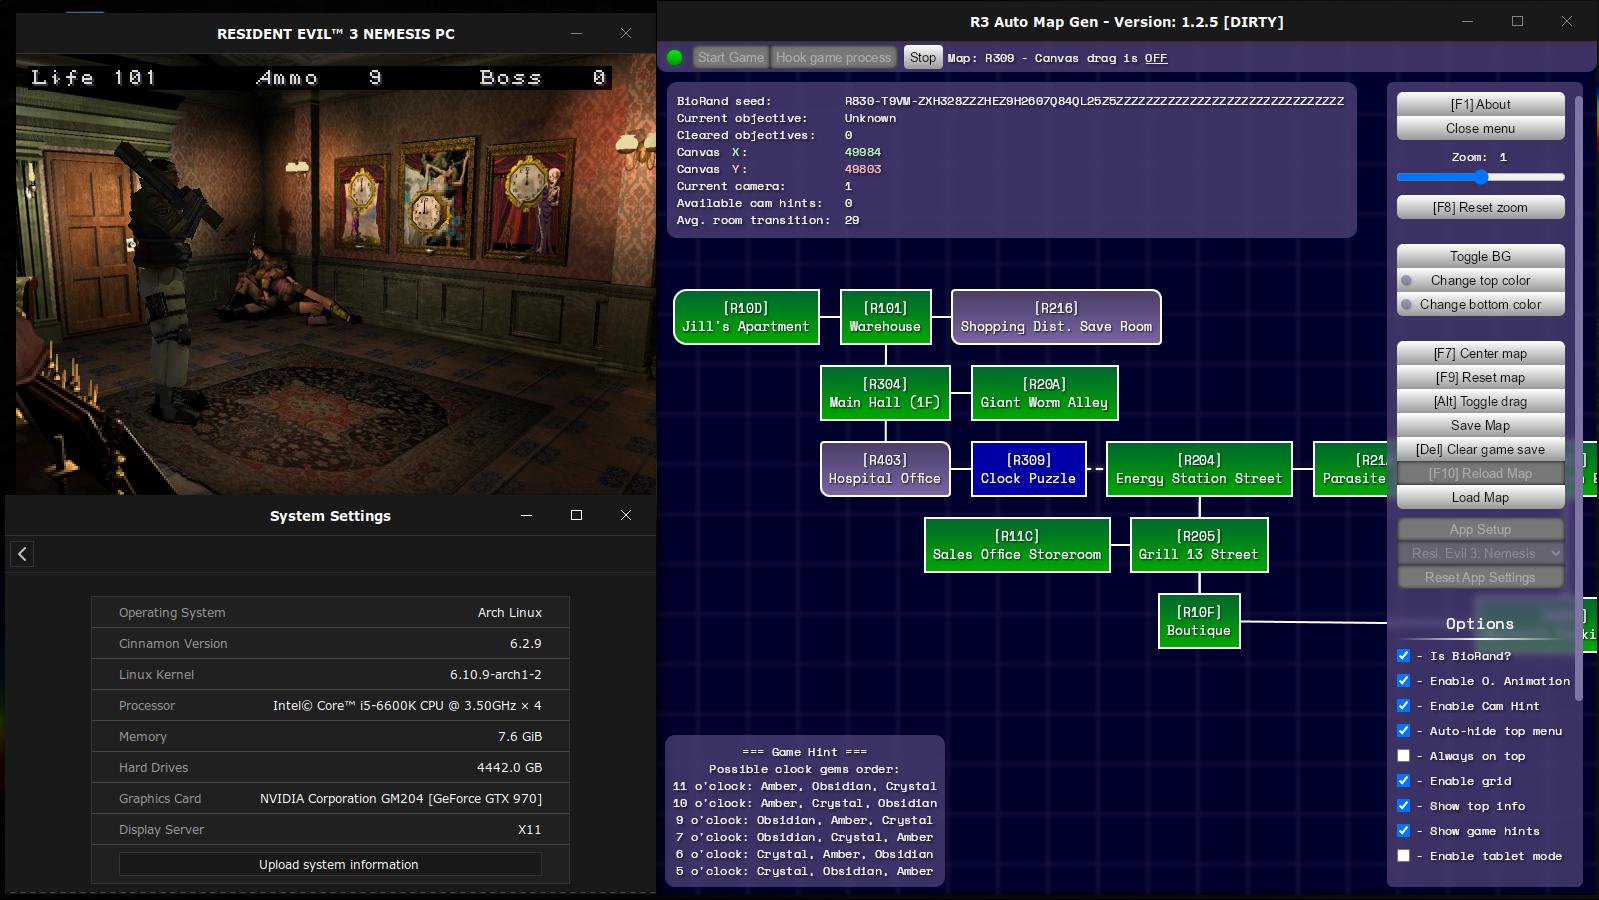 RESIDENT EVIL™ 3 NEMESIS PC
Life 101 Ammo 9 Boss 0
System Settings
Operating System Arch Linux
Cinnamon Version 6.2.9
Linux Kernel 6.10.9-arch1-2
Processor Intel© Core™ i5-6600K CPU @ 3.50GHz × 4
Memory 7.6 GiB
Hard Drives 4442.0 GB
Graphics Card NVIDIA Corporation GM204 [GeForce GTX 970]
Display Server X11
Upload system information
R3 Auto Map Gen - Version: 1.2.5 [DIRTY]
Start Game Hook game process Stop Map: R309 - Canvas drag is OFF
BioRand seed:
Current objective: Unknown
Cleared objectives: 0
Canvas X: 49984
Canvas Y: 49803
Current camera: 1
Available cam hints: 0
Avg. room transition: 29
[R10D]
Jill's Apartment
[R101]
Warehouse
[R216]
Shopping Dist. Save Room
[R304]
Main Hall (1F)
[R20A]
Giant Worm Alley
[R403]
Hospital Office
[R309]
Clock Puzzle
[R204]
Energy Station Street
[R21
Parasite
[R11C]
Sales Office Storeroom
[R205]
Grill 13 Street
[R10F]
Boutique
=== Game Hint ===
Possible clock gems order:
11 o'clock: Amber, Obsidian, Crystal
10 o'clock: Amber, Crystal, Obsidian
9 o'clock: Obsidian, Amber, Crystal
7 o'clock: Obsidian, Crystal, Amber
6 o'clock: Crystal, Amber, Obsidian
5 o'clock: Crystal, Obsidian, Amber
[F1] About
Close menu
Zoom: 1
[F8] Reset zoom
Toggle BG
Change top color
Change bottom color
[F7] Center map
[F9] Reset map
[Alt] Toggle drag
Save Map
[Del] Clear game save
[F10] Reload Map
Load Map
App Setup
Resi. Evil 3: Nemesis
Reset App Settings
Options
- Is BioRand?
- Enable O. Animation
- Enable Cam Hint
- Auto-hide top menu
- Always on top
- Enable grid
- Show top info
- Show game hints
- Enable tablet mode